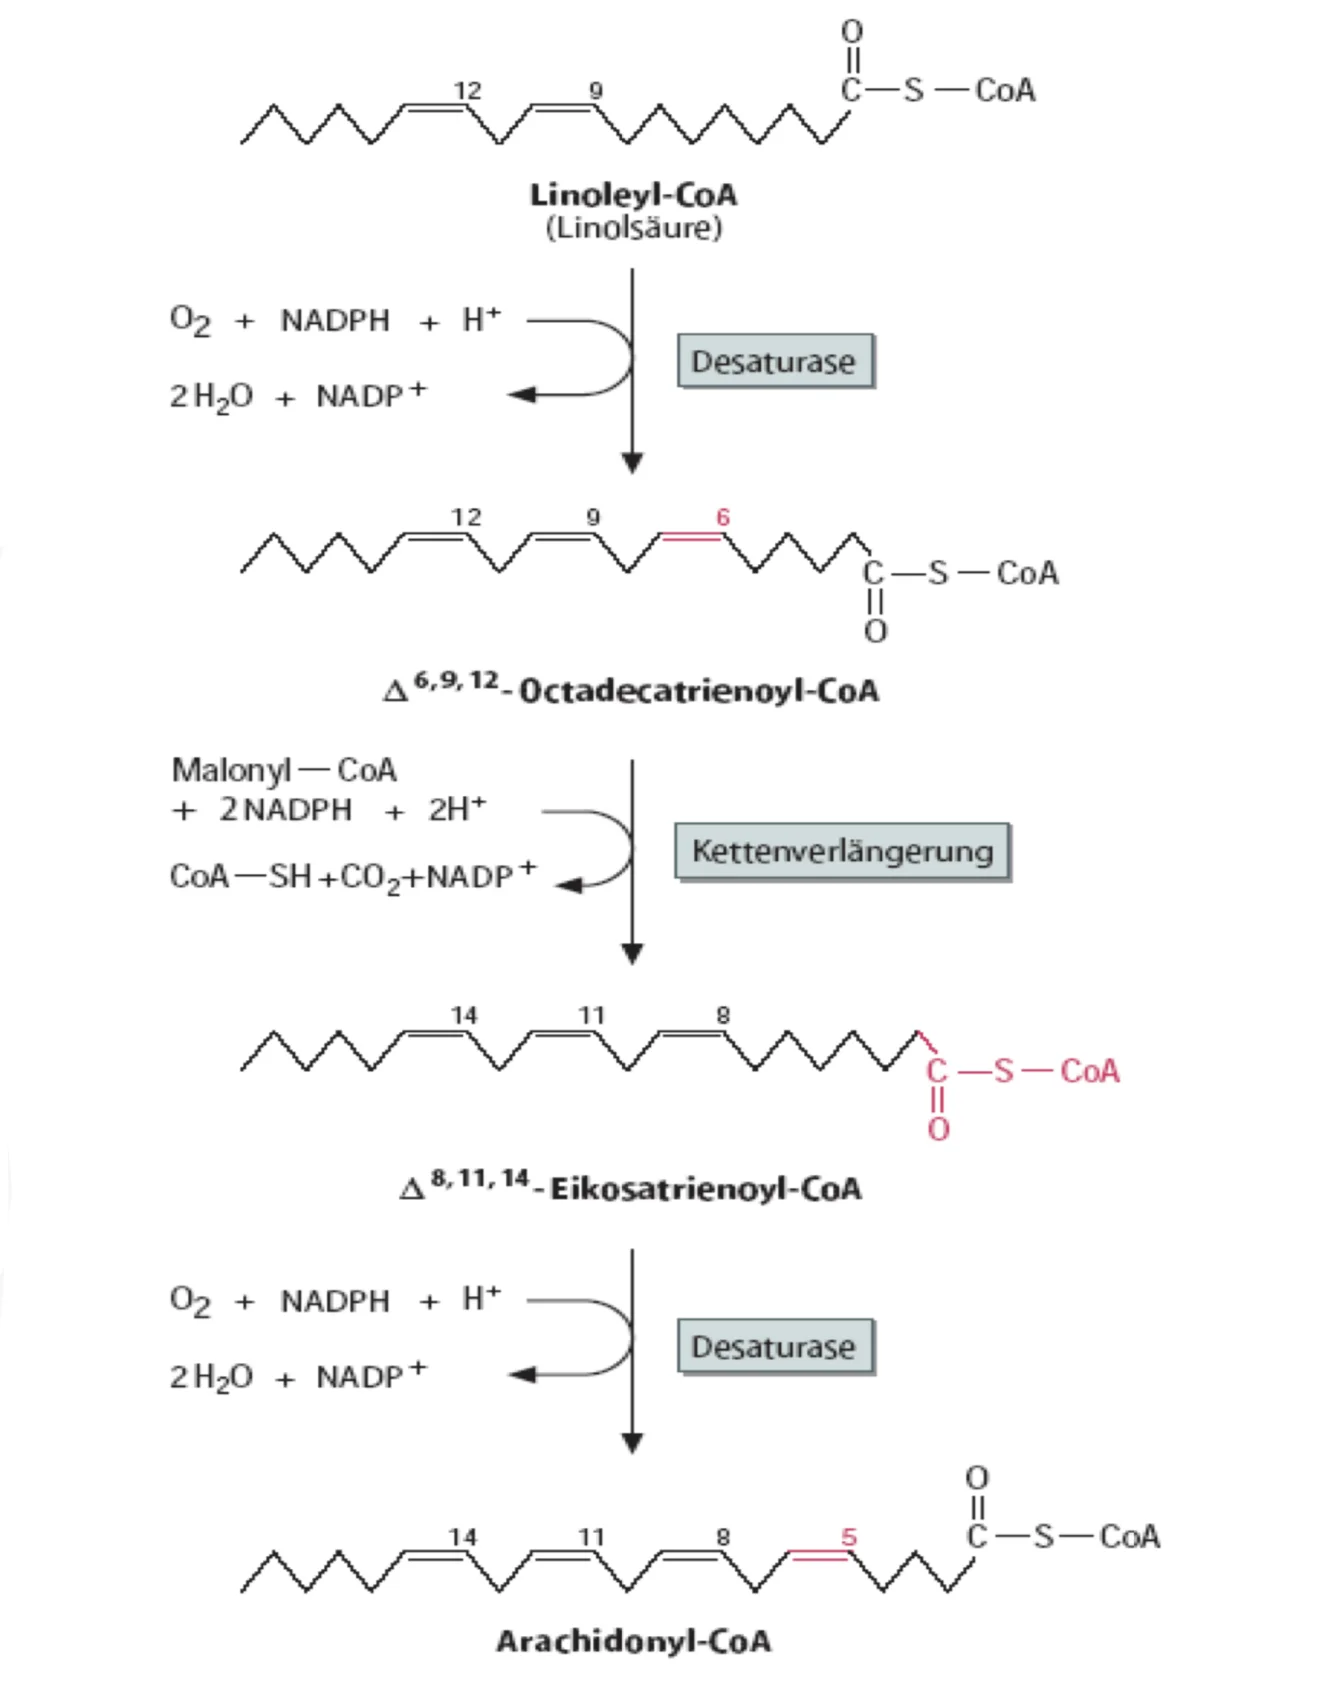 O
12 9 C—S—CoA
Linoleyl-CoA
(Linolsäure)
O₂ + NADPH + H⁺
Desaturase
2H₂O + NADP⁺
12 9 6
C—S—CoA
O
Δ⁶,⁹,¹²-Octadecatrienoyl-CoA
Malonyl—CoA
+ 2NADPH + 2H⁺
Kettenverlängerung
CoA—SH+CO₂+NADP⁺
14 11 8
C—S—CoA
O
Δ⁸,¹¹,¹⁴-Eikosatrienoyl-CoA
O₂ + NADPH + H⁺
Desaturase
2H₂O + NADP⁺
O
14 11 8 5 C—S—CoA
Arachidonyl-CoA